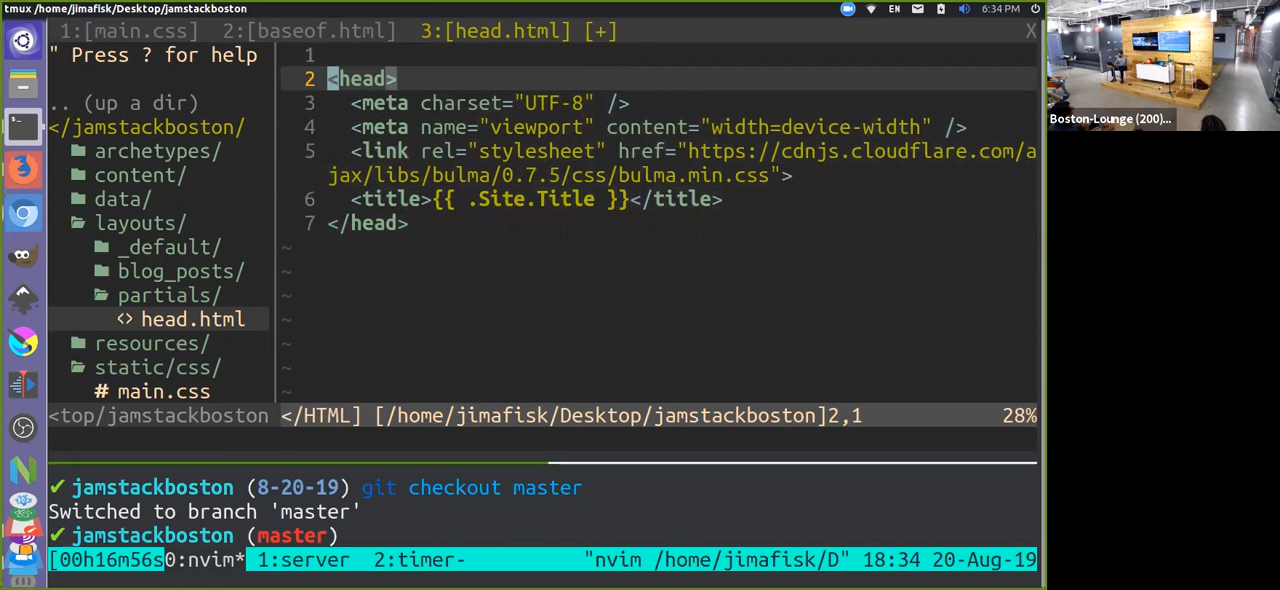 tmux /home/jimafisk/Desktop/jamstackboston EN 6:34 PM
1:[main.css] 2:[baseof.html] 3:[head.html] [+] X
" Press ? for help
.. (up a dir)
</jamstackboston/
archetypes/
content/
data/
layouts/
_default/
blog_posts/
partials/
<> head.html
resources/
static/css/
# main.css
<top/jamstackboston
1
2 <head>
3 <meta charset="UTF-8" />
4 <meta name="viewport" content="width=device-width" />
5 <link rel="stylesheet" href="https://cdnjs.cloudflare.com/a
jax/libs/bulma/0.7.5/css/bulma.min.css">
6 <title>{{ .Site.Title }}</title>
7 </head>
~
~
~
~
~
~
~
</HTML] [/home/jimafisk/Desktop/jamstackboston]2,1 28%
✔ jamstackboston (8-20-19) git checkout master
Switched to branch 'master'
✔ jamstackboston (master)
[00h16m56s0:nvim* 1:server 2:timer- "nvim /home/jimafisk/D" 18:34 20-Aug-19
Boston-Lounge (200)...